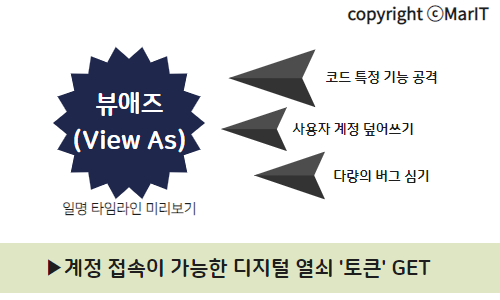 copyright ⓒMarIT
뷰애즈
(View As)
코드 특정 기능 공격
사용자 계정 덮어쓰기
다량의 버그 심기
일명 타임라인 미리보기
▶계정 접속이 가능한 디지털 열쇠 '토큰' GET